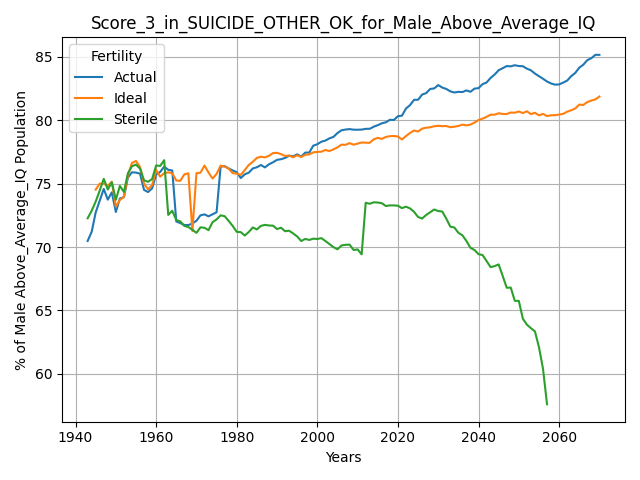 Score_3_in_SUICIDE_OTHER_OK_for_Male_Above_Average_IQ
Fertility
Actual
Ideal
Sterile
% of Male Above_Average_IQ Population
85
80
75
70
65
60
1940
1960
1980
2000
2020
2040
2060
Years